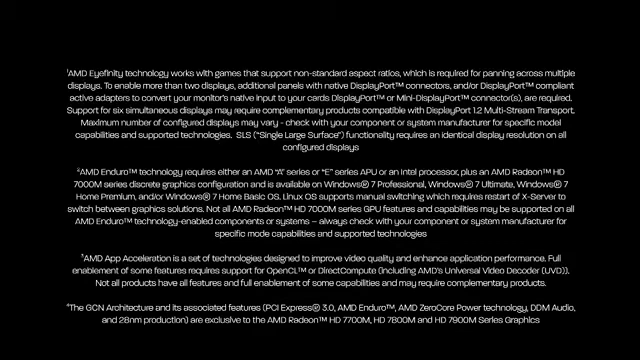 ¹AMD Eyefinity technology works with games that support non-standard aspect ratios, which is required for panning across multiple
displays. To enable more than two displays, additional panels with native DisplayPort™ connectors, and/or DisplayPort™ compliant
active adapters to convert your monitor's native input to your cards DisplayPort™ or Mini-DisplayPort™ connector(s), are required.
Support for six simultaneous displays may require complementary products compatible with DisplayPort 1.2 Multi-Stream Transport.
Maximum number of configured displays may vary - check with your component or system manufacturer for specific model
capabilities and supported technologies. SLS ("Single Large Surface") functionality requires an identical display resolution on all
configured displays
²AMD Enduro™ technology requires either an AMD "A" series or "E" series APU or an Intel processor, plus an AMD Radeon™ HD
7000M series discrete graphics configuration and is available on Windows® 7 Professional, Windows® 7 Ultimate, Windows® 7
Home Premium, and/or Windows® 7 Home Basic OS. Linux OS supports manual switching which requires restart of X-Server to
switch between graphics solutions. Not all AMD Radeon™ HD 7000M series GPU features and capabilities may be supported on all
AMD Enduro™ technology-enabled components or systems – always check with your component or system manufacturer for
specific mode capabilities and supported technologies
³AMD App Acceleration is a set of technologies designed to improve video quality and enhance application performance. Full
enablement of some features requires support for OpenCL™ or DirectCompute (including AMD's Universal Video Decoder (UVD)).
Not all products have all features and full enablement of some capabilities and may require complementary products.
⁴The GCN Architecture and its associated features (PCI Express® 3.0, AMD Enduro™, AMD ZeroCore Power technology, DDM Audio,
and 28nm production) are exclusive to the AMD Radeon™ HD 7700M, HD 7800M and HD 7900M Series Graphics